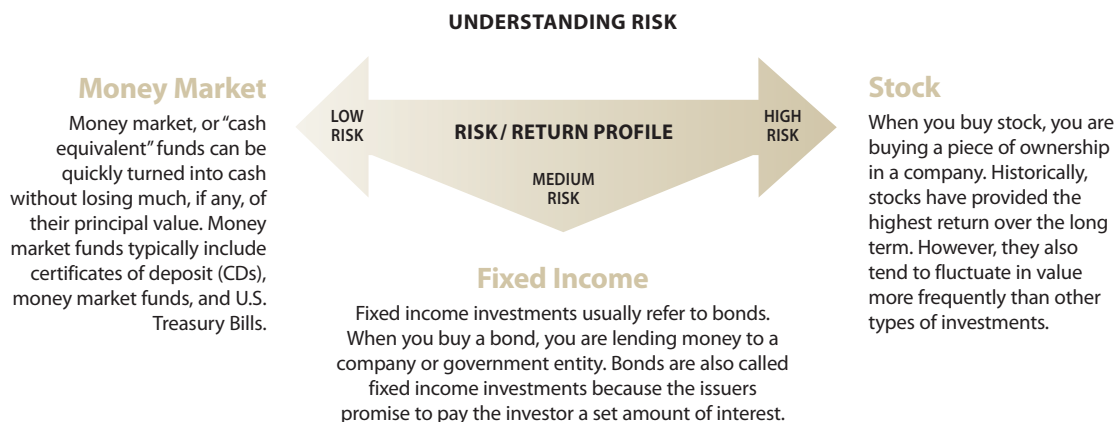 UNDERSTANDING RISK
Money Market
Money market, or “cash
equivalent” funds can be
quickly turned into cash
without losing much, if any, of
their principal value. Money
market funds typically include
certificates of deposit (CDs),
money market funds, and U.S.
Treasury Bills.
LOW
RISK
RISK / RETURN PROFILE
MEDIUM
RISK
HIGH
RISK
Fixed Income
Fixed income investments usually refer to bonds.
When you buy a bond, you are lending money to a
company or government entity. Bonds are also called
fixed income investments because the issuers
promise to pay the investor a set amount of interest.
Stock
When you buy stock, you are
buying a piece of ownership
in a company. Historically,
stocks have provided the
highest return over the long
term. However, they also
tend to fluctuate in value
more frequently than other
types of investments.